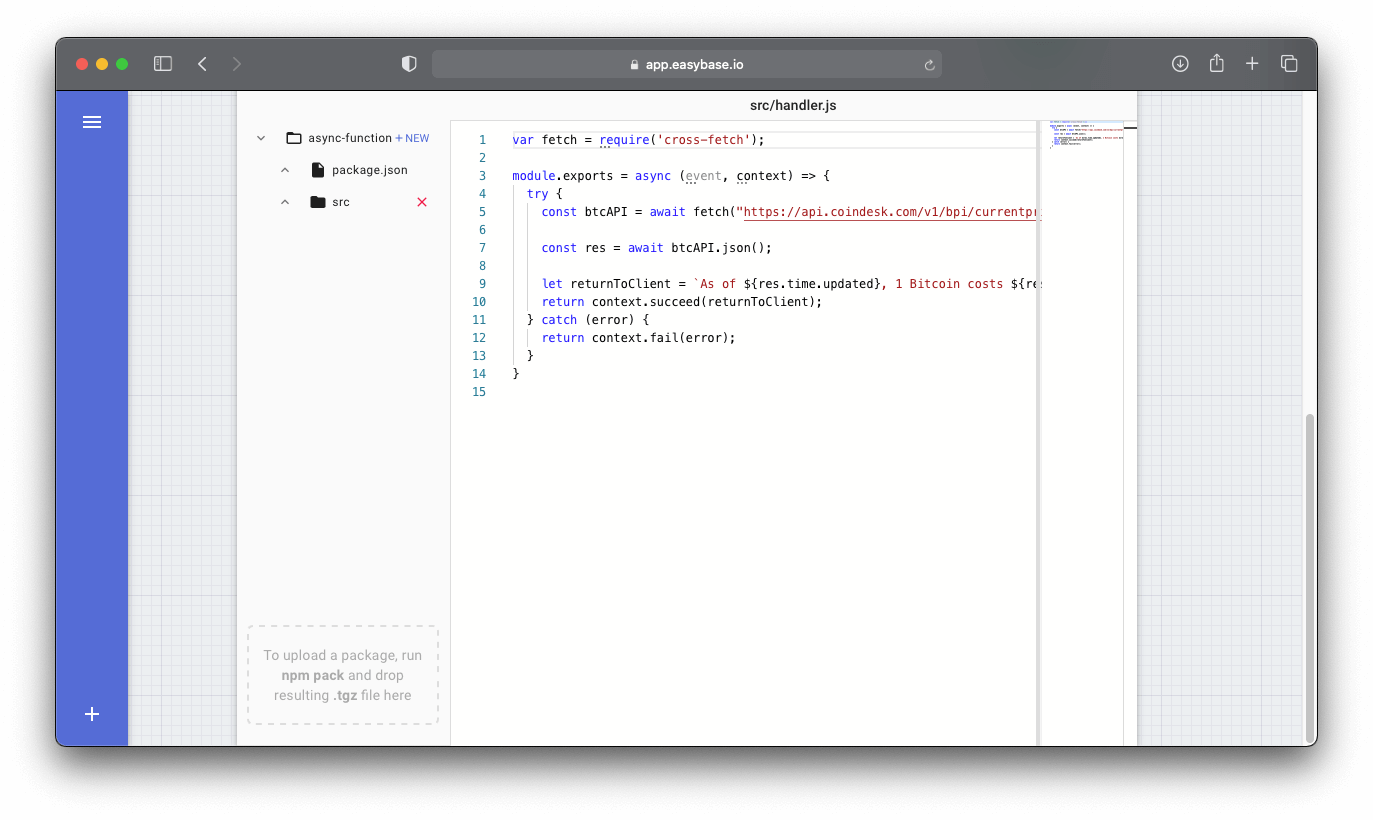 app.easybase.io
src/handler.js
async-function + NEW
package.json
src
1 var fetch = require('cross-fetch');
2
3 module.exports = async (event, context) => {
4 try {
5 const btcAPI = await fetch("https://api.coindesk.com/v1/bpi/currentpr
6
7 const res = await btcAPI.json();
8
9 let returnToClient = `As of ${res.time.updated}, 1 Bitcoin costs ${res
10 return context.succeed(returnToClient);
11 } catch (error) {
12 return context.fail(error);
13 }
14 }
15
To upload a package, run
npm pack and drop
resulting .tgz file here